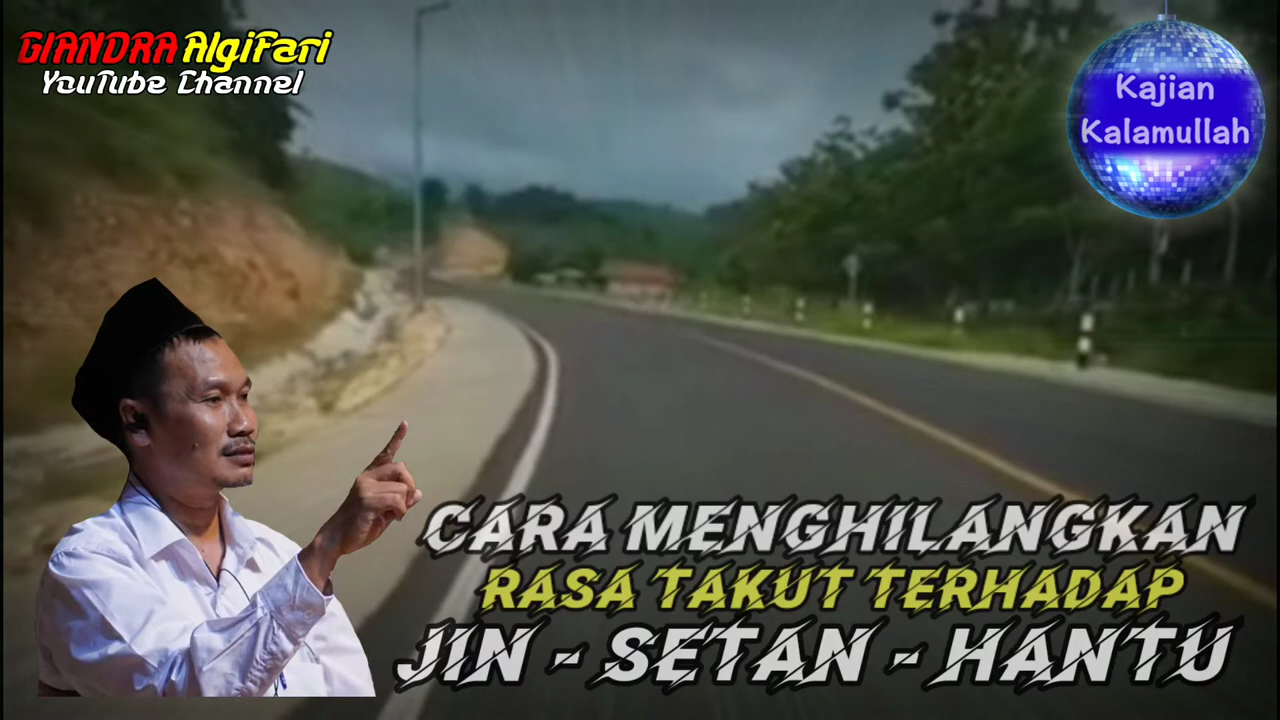 GIANDRA AlgiFari
YouTube Channel
Kajian
Kalamullah
CARA MENGHILANGKAN
RASA TAKUT TERHADAP
JIN - SETAN - HANTU